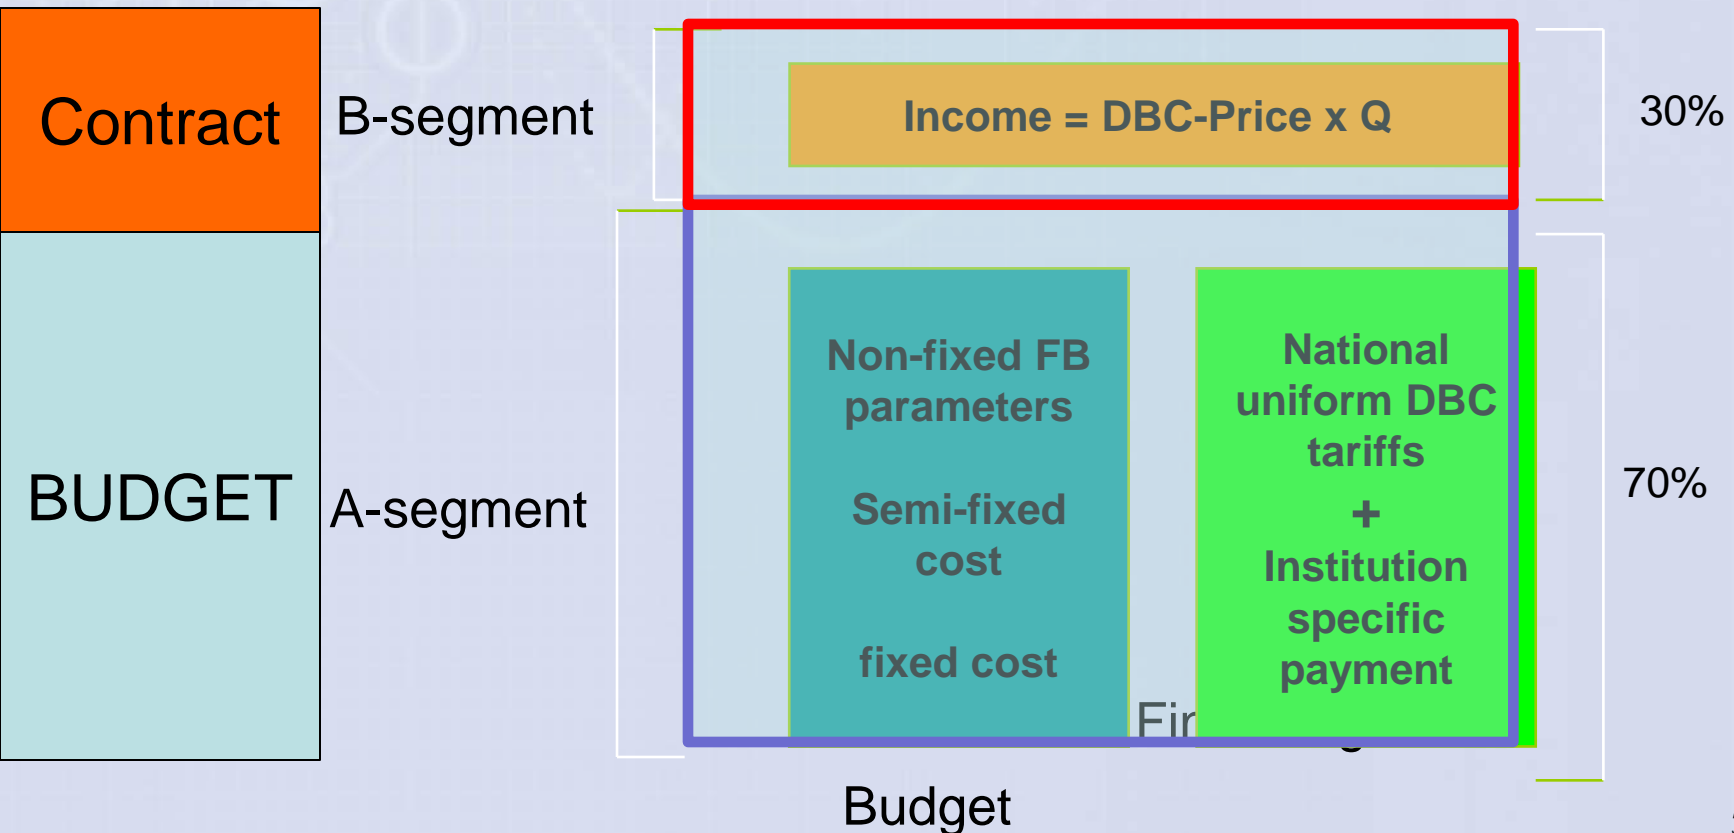 Contract
B-segment
Income = DBC-Price x Q
30%
BUDGET
A-segment
Non-fixed FB
parameters
Semi-fixed
cost
fixed cost
National
uniform DBC
tariffs
+
Institution
specific
payment
70%
Budget